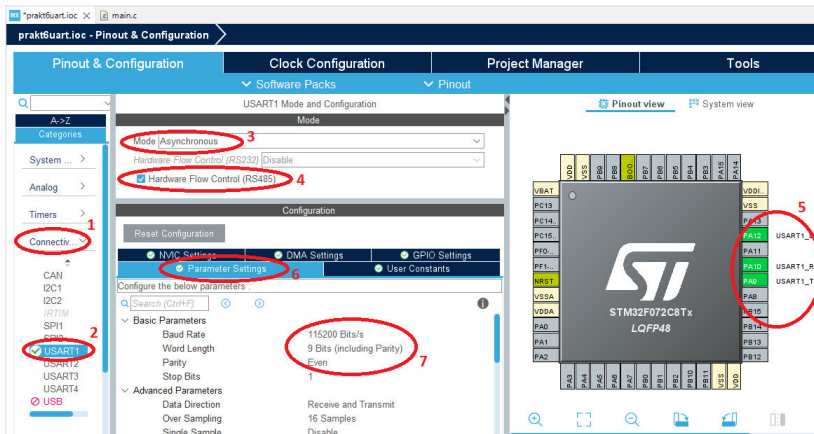 *prakt6uart.ioc
main.c
prakt6uart.ioc - Pinout & Configuration
Pinout & Configuration
Clock Configuration
Project Manager
Tools
Software Packs
Pinout
USART1 Mode and Configuration
Mode
Mode Asynchronous 3
Hardware Flow Control (RS232) Disable
Hardware Flow Control (RS485) 4
Configuration
Reset Configuration
NVIC Settings
DMA Settings
GPIO Settings
Parameter Settings 6
User Constants
Configure the below parameters :
Search (Ctrl+F)
Basic Parameters
Baud Rate 115200 Bits/s
Word Length 9 Bits (including Parity)
Parity Even
Stop Bits 1
7
Advanced Parameters
Data Direction Receive and Transmit
Over Sampling 16 Samples
Single Sample Disable
A->Z
Categories
System ...
Analog
Timers
1
Connectiv...
CAN
I2C1
I2C2
IRTIM
SPI1
SPI2
2
USART1
USART2
USART3
USART4
USB
Pinout view
System view
VDD
VSS
PB9
PB8
BOO
PB7
PB6
PB5
PB4
PB3
PA15
PA14
VBAT
PC13
PC14..
PC15..
PF0-..
PF1-..
NRST
VSSA
VDDA
PA0
PA1
PA2
STM32F072C8Tx
LQFP48
VDDI..
VSS
PA13
PA12
PA11
PA10 USART1_R
PA9 USART1_T
PA8
PB15
PB14
PB13
PB12
5
PA3
PA4
PA5
PA6
PA7
PB0
PB1
PB2
PB10
PB11
VSS
VDD